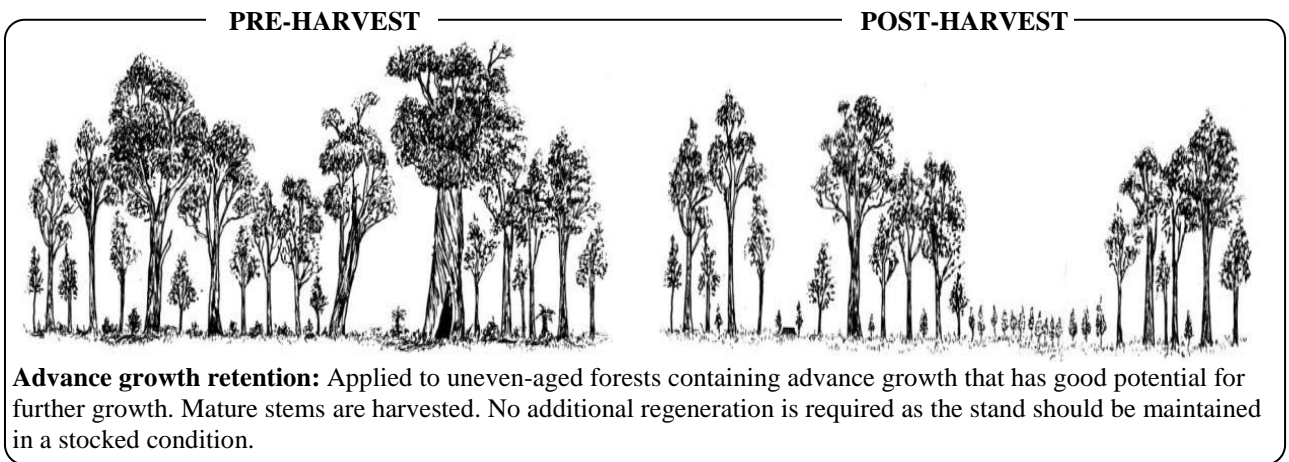 PRE-HARVEST POST-HARVEST
Advance growth retention: Applied to uneven-aged forests containing advance growth that has good potential for
further growth. Mature stems are harvested. No additional regeneration is required as the stand should be maintained
in a stocked condition.